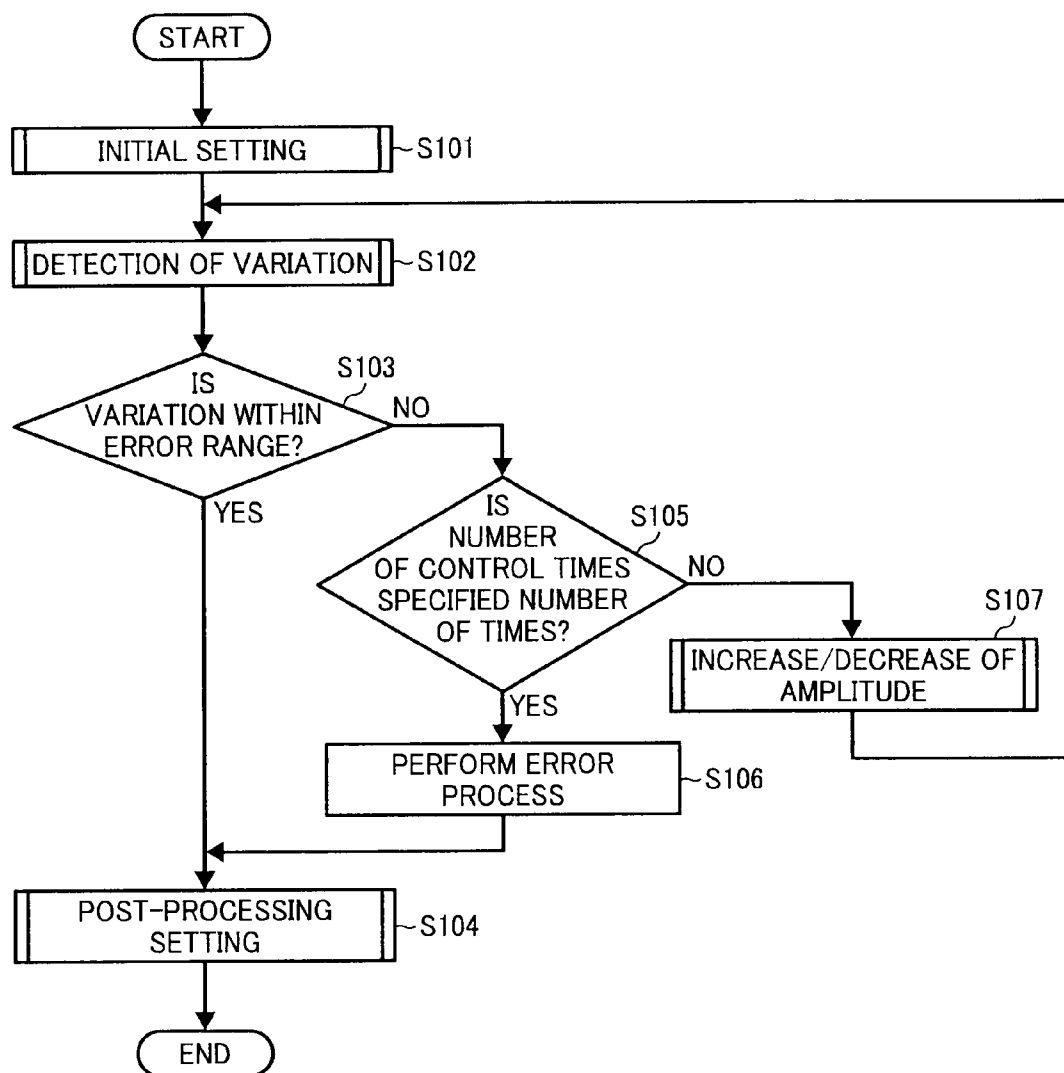 START
INITIAL SETTING
S101
DETECTION OF VARIATION
S102
IS
VARIATION WITHIN
ERROR RANGE?
S103
NO
YES
IS
NUMBER
OF CONTROL TIMES
SPECIFIED NUMBER
OF TIMES?
S105
NO
YES
S107
INCREASE/DECREASE OF
AMPLITUDE
PERFORM ERROR
PROCESS
S106
POST-PROCESSING
SETTING
S104
END